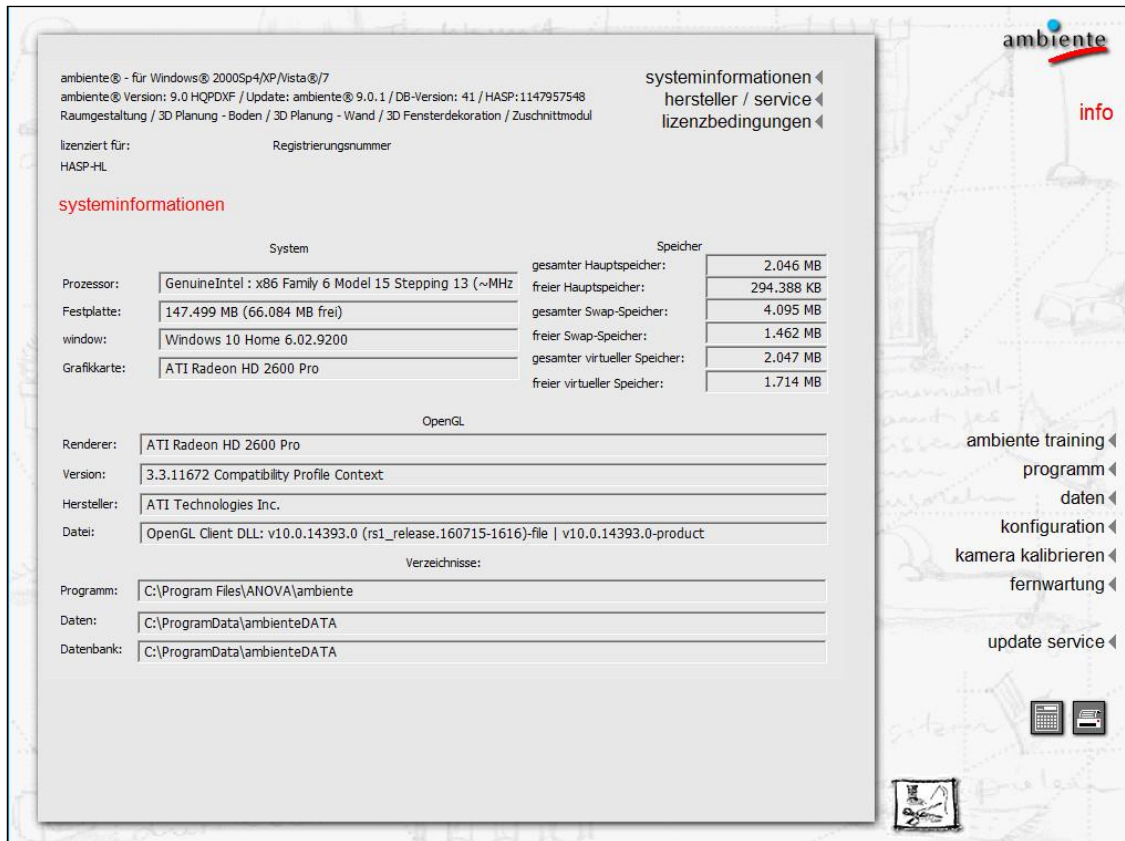 ambiente
info
ambiente® - für Windows® 2000Sp4/XP/Vista®/7
ambiente® Version: 9.0 HQPDXF / Update: ambiente® 9.0.1 / DB-Version: 41 / HASP:1147957548
Raumgestaltung / 3D Planung - Boden / 3D Planung - Wand / 3D Fensterdekoration / Zuschnittmodul
systeminformationen
hersteller / service
lizenzbedingungen
lizenziert für: Registrierungsnummer
HASP-HL
systeminformationen
System
Prozessor: GenuineIntel : x86 Family 6 Model 15 Stepping 13 (~MHz
Festplatte: 147.499 MB (66.084 MB frei)
window: Windows 10 Home 6.02.9200
Grafikkarte: ATI Radeon HD 2600 Pro
Speicher
gesamter Hauptspeicher: 2.046 MB
freier Hauptspeicher: 294.388 KB
gesamter Swap-Speicher: 4.095 MB
freier Swap-Speicher: 1.462 MB
gesamter virtueller Speicher: 2.047 MB
freier virtueller Speicher: 1.714 MB
OpenGL
Renderer: ATI Radeon HD 2600 Pro
Version: 3.3.11672 Compatibility Profile Context
Hersteller: ATI Technologies Inc.
Datei: OpenGL Client DLL: v10.0.14393.0 (rs1_release.160715-1616)-file | v10.0.14393.0-product
Verzeichnisse:
Programm: C:\Program Files\ANOVA\ambiente
Daten: C:\ProgramData\ambienteDATA
Datenbank: C:\ProgramData\ambienteDATA
ambiente training
programm
daten
konfiguration
kamera kalibrieren
fernwartung
update service